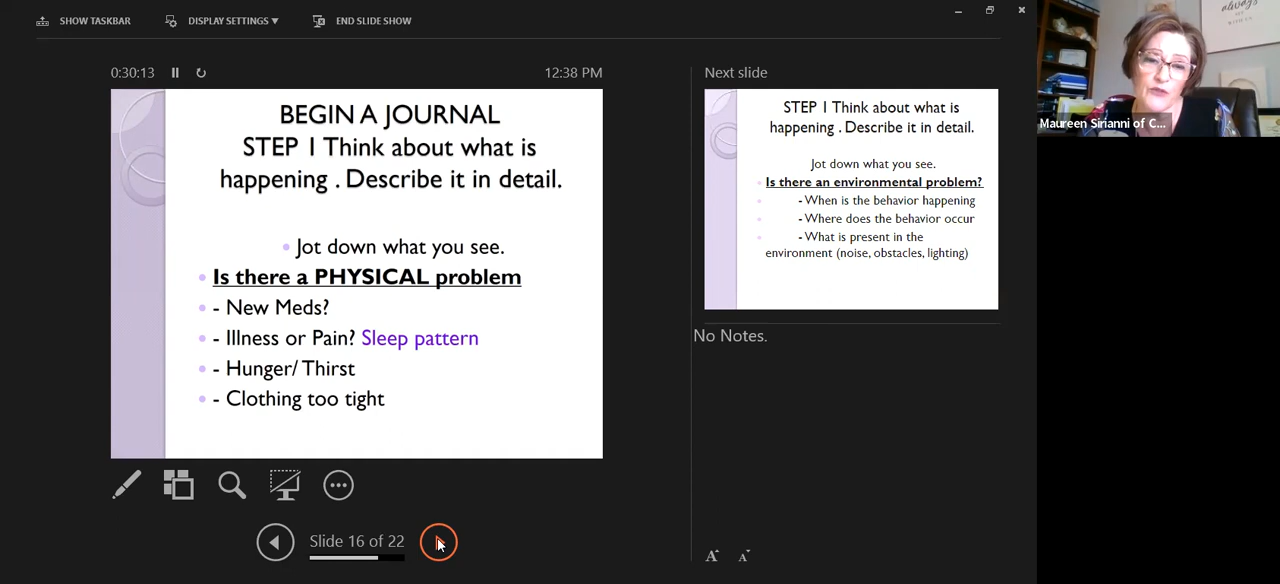 SHOW TASKBAR
DISPLAY SETTINGS ▾
END SLIDE SHOW
0:30:13
12:38 PM
BEGIN A JOURNAL
STEP 1 Think about what is
happening . Describe it in detail.
Jot down what you see.
Is there a PHYSICAL problem
- New Meds?
- Illness or Pain? Sleep pattern
- Hunger/ Thirst
- Clothing too tight
Slide 16 of 22
Next slide
STEP 1 Think about what is
happening . Describe it in detail.
Jot down what you see.
Is there an environmental problem?
- When is the behavior happening
- Where does the behavior occur
- What is present in the
environment (noise, obstacles, lighting)
No Notes.
A A
always
Maureen Sirianni of C...